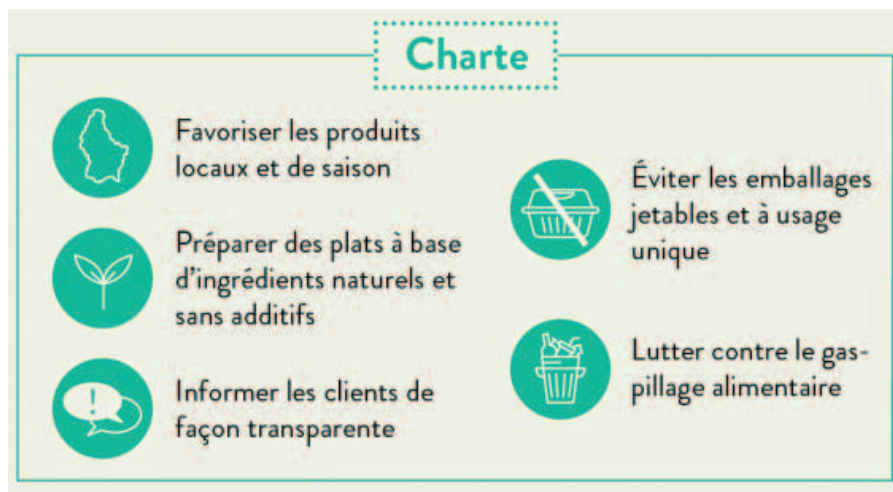 Charte
Favoriser les produits
locaux et de saison
Préparer des plats à base
d'ingrédients naturels et
sans additifs
Informer les clients de
façon transparente
Éviter les emballages
jetables et à usage
unique
Lutter contre le gas-
pillage alimentaire